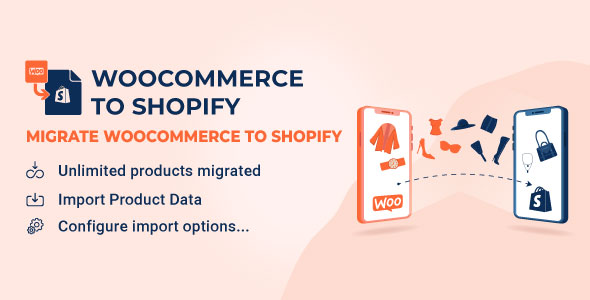 WOO
S
WOOCOMMERCE
TO SHOPIFY
MIGRATE WOOCOMMERCE TO SHOPIFY
Unlimited products migrated
Import Product Data
Configure import options...
WOO
S